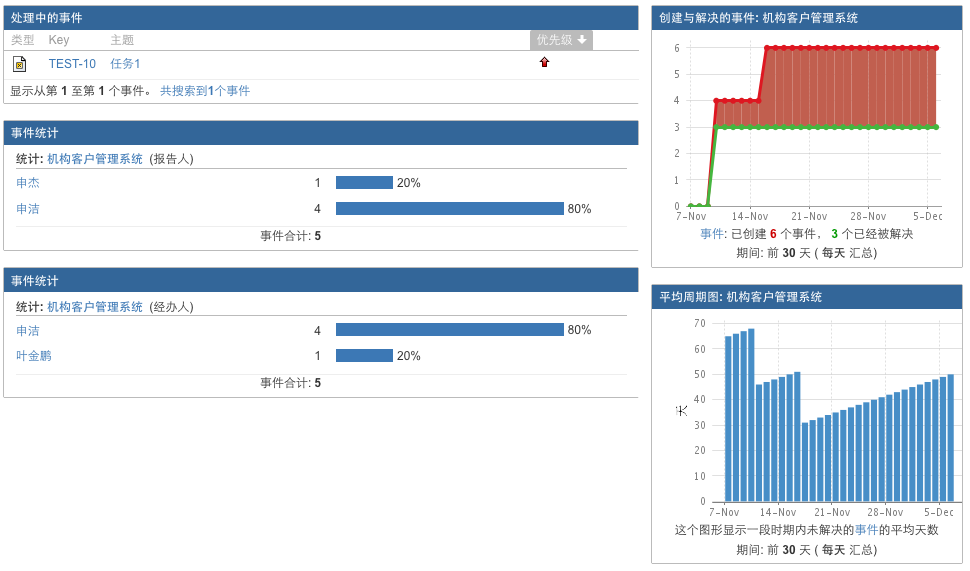 处理中的事件
类型 Key 主题 优先级
TEST-10 任务1
显示从第 1 至第 1 个事件。 共搜索到1个事件
事件统计
统计: 机构客户管理系统 (报告人)
申杰 1 20%
申洁 4 80%
事件合计: 5
事件统计
统计: 机构客户管理系统 (经办人)
申洁 4 80%
叶金鹏 1 20%
事件合计: 5
创建与解决的事件: 机构客户管理系统
6
5
4
3
2
1
0
7-Nov 14-Nov 21-Nov 28-Nov 5-Dec
事件: 已创建 6 个事件， 3 个已经被解决
期间: 前 30 天 ( 每天 汇总)
平均周期图: 机构客户管理系统
70
60
50
40
30
20
10
0
天
7-Nov 14-Nov 21-Nov 28-Nov 5-Dec
这个图形显示一段时期内未解决的事件的平均天数
期间: 前 30 天 ( 每天 汇总)